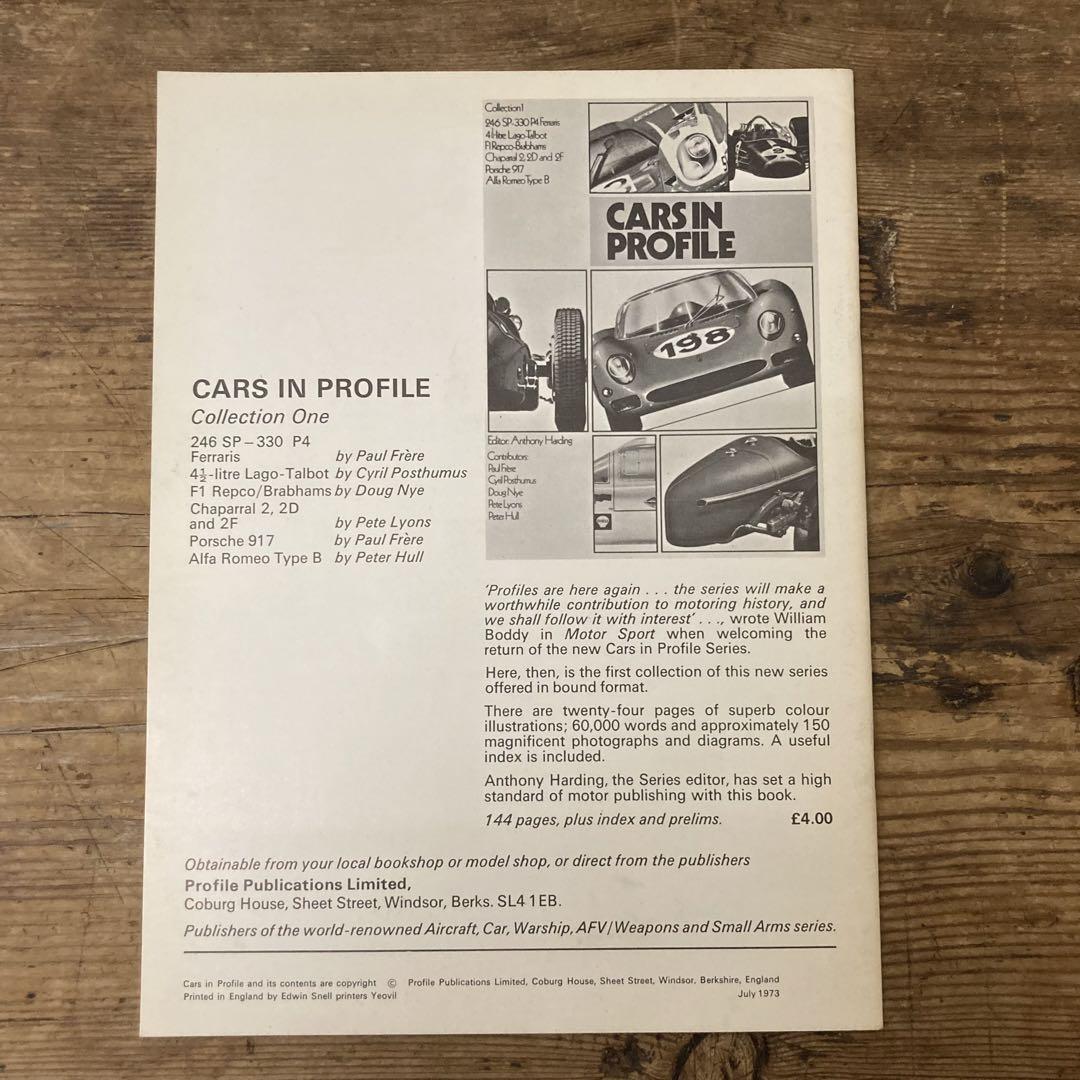 Collection 1
246 SP-330 P4 Ferraris
4½-litre Lago-Talbot
F1 Repco-Brabhams
Chaparral 2, 2D and 2F
Porsche 917
Alfa Romeo Type B
CARS IN
PROFILE
198
Editor: Anthony Harding
Contributors:
Paul Frère
Cyril Posthumus
Doug Nye
Pete Lyons
Peter Hull
CARS IN PROFILE
Collection One
246 SP – 330 P4
Ferraris by Paul Frère
4½-litre Lago-Talbot by Cyril Posthumus
F1 Repco/Brabhams by Doug Nye
Chaparral 2, 2D
and 2F by Pete Lyons
Porsche 917 by Paul Frère
Alfa Romeo Type B by Peter Hull
'Profiles are here again . . . the series will make a
worthwhile contribution to motoring history, and
we shall follow it with interest' . . ., wrote William
Boddy in Motor Sport when welcoming the
return of the new Cars in Profile Series.
Here, then, is the first collection of this new series
offered in bound format.
There are twenty-four pages of superb colour
illustrations; 60,000 words and approximately 150
magnificent photographs and diagrams. A useful
index is included.
Anthony Harding, the Series editor, has set a high
standard of motor publishing with this book.
144 pages, plus index and prelims. £4.00
Obtainable from your local bookshop or model shop, or direct from the publishers
Profile Publications Limited,
Coburg House, Sheet Street, Windsor, Berks. SL4 1EB.
Publishers of the world-renowned Aircraft, Car, Warship, AFV/Weapons and Small Arms series.
Cars in Profile and its contents are copyright © Profile Publications Limited, Coburg House, Sheet Street, Windsor, Berkshire, England
Printed in England by Edwin Snell printers Yeovil July 1973